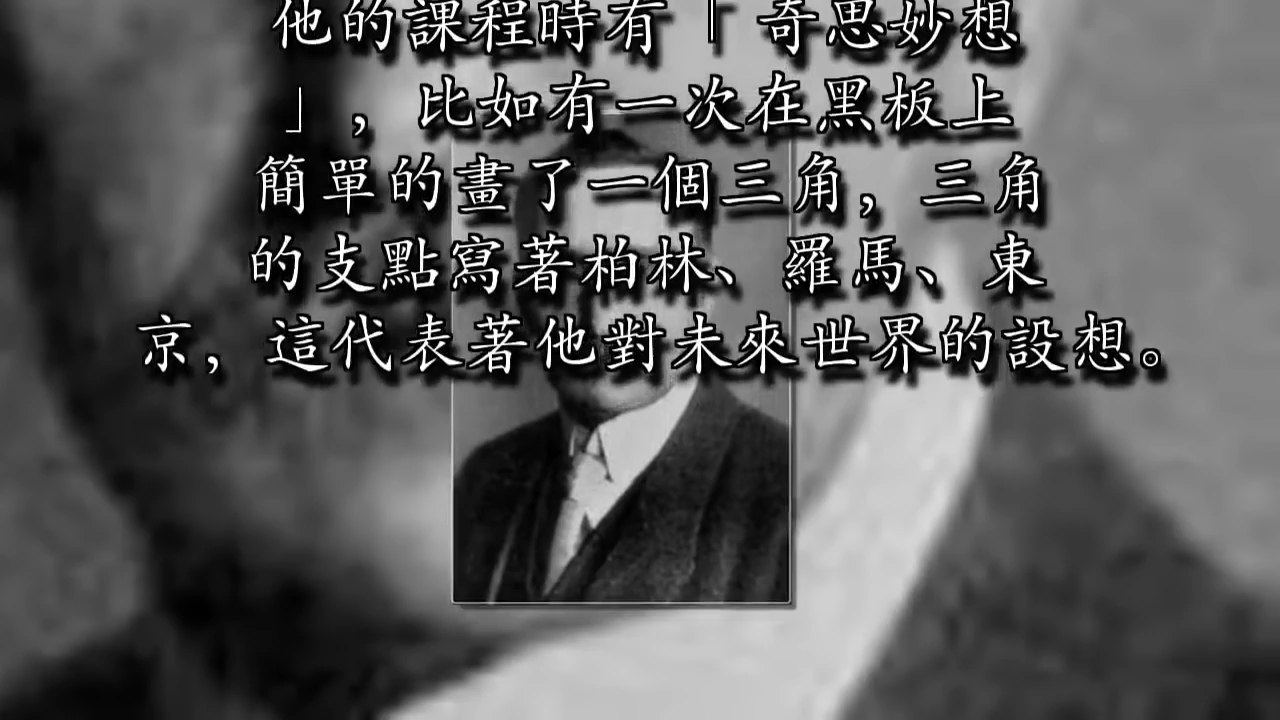 他的課程時有「奇思妙想
」，比如有一次在黑板上
簡單的畫了一個三角，三角
的支點寫著柏林、羅馬、東
京，這代表著他對未來世界的設想。